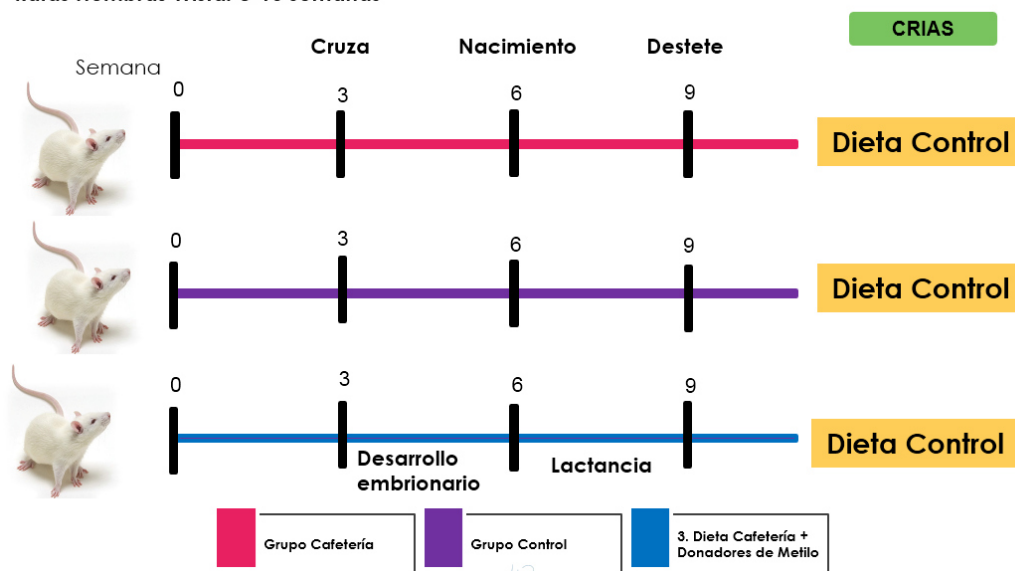 CRIAS
Cruza Nacimiento Destete
Semana
0 3 6 9
Dieta Control
0 3 6 9
Dieta Control
0 3 6 9
Dieta Control
Desarrollo
embrionario
Lactancia
Grupo Cafetería
Grupo Control
3. Dieta Cafetería +
Donadores de Metilo